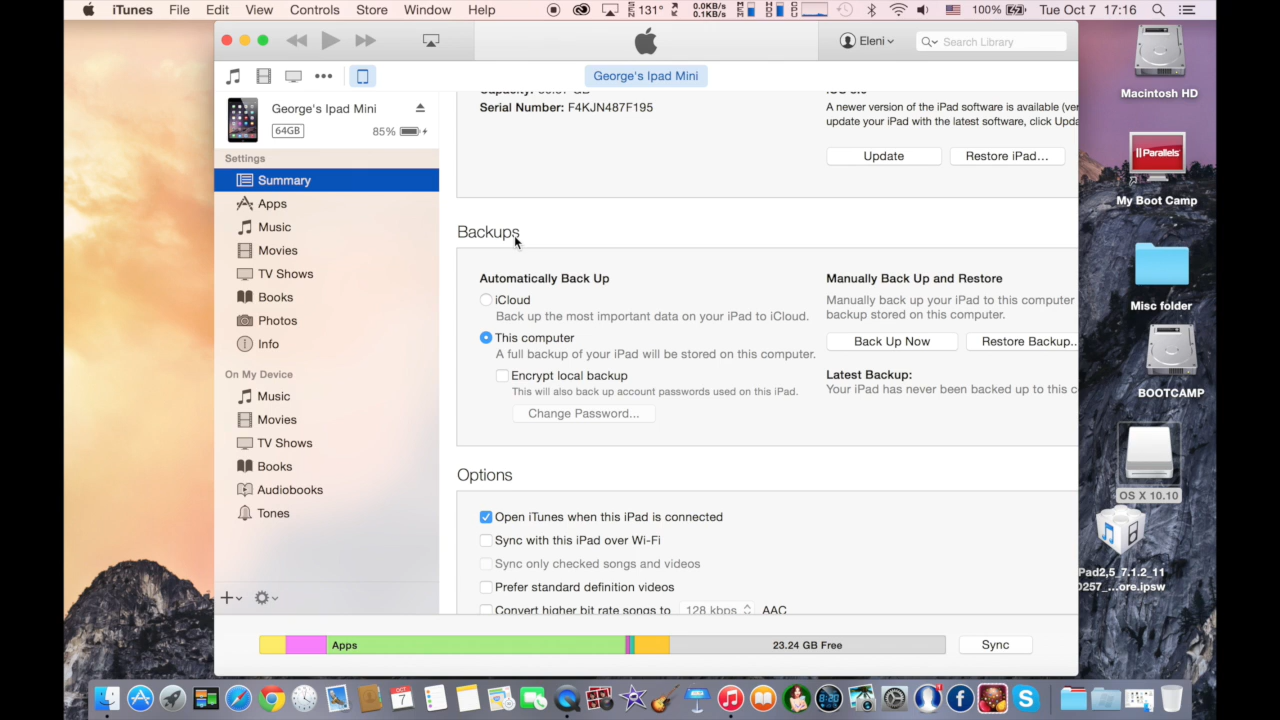 iTunes File Edit View Controls Store Window Help 131° 0.0KB/s 0.1KB/s 100% Tue Oct 7 17:16
Eleni
Search Library
George's Ipad Mini
George's Ipad Mini
64GB
85%
Settings
Summary
Apps
Music
Movies
TV Shows
Books
Photos
Info
On My Device
Music
Movies
TV Shows
Books
Audiobooks
Tones
Serial Number: F4KJN487F195
A newer version of the iPad software is available (ver
update your iPad with the latest software, click Upda
Update
Restore iPad...
Backups
Automatically Back Up
iCloud
Back up the most important data on your iPad to iCloud.
This computer
A full backup of your iPad will be stored on this computer.
Encrypt local backup
This will also back up account passwords used on this iPad.
Change Password...
Manually Back Up and Restore
Manually back up your iPad to this computer
backup stored on this computer.
Back Up Now
Restore Backup...
Latest Backup:
Your iPad has never been backed up to this c
Options
Open iTunes when this iPad is connected
Sync with this iPad over Wi-Fi
Sync only checked songs and videos
Prefer standard definition videos
Convert higher bit rate songs to 128 kbps AAC
Apps
23.24 GB Free
Sync
Macintosh HD
Parallels
My Boot Camp
Misc folder
BOOTCAMP
OS X 10.10
Pad2,5_7.1.2_11
0257_...ore.ipsw